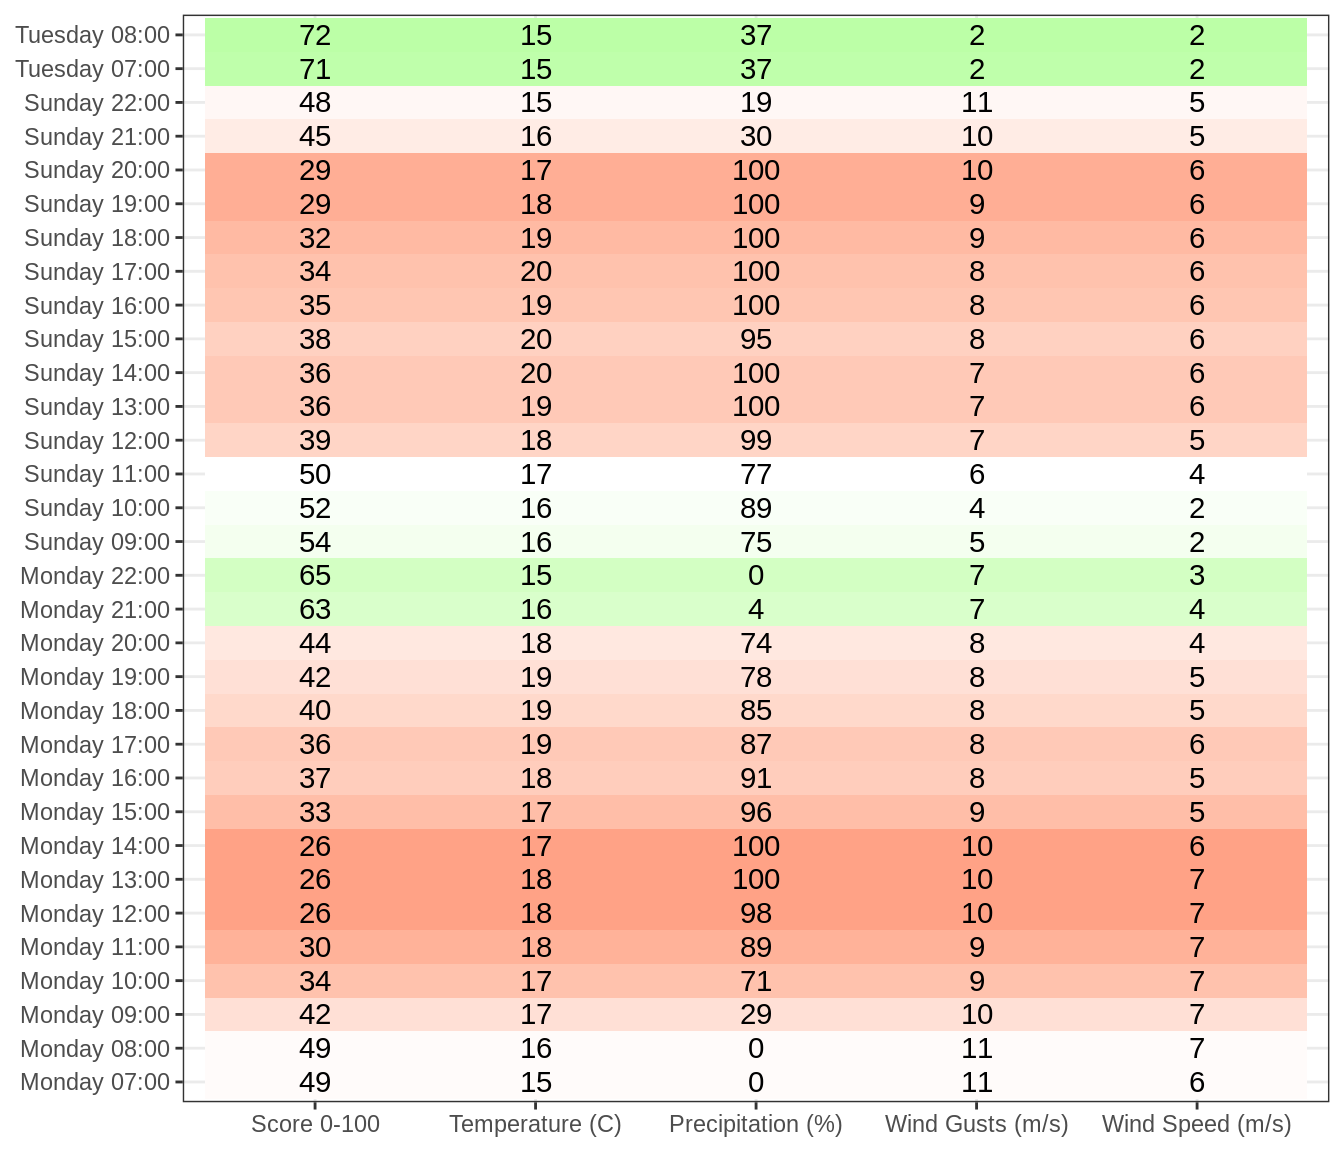 Tuesday 08:00 72 15 37 2 2
Tuesday 07:00 71 15 37 2 2
Sunday 22:00 48 15 19 11 5
Sunday 21:00 45 16 30 10 5
Sunday 20:00 29 17 100 10 6
Sunday 19:00 29 18 100 9 6
Sunday 18:00 32 19 100 9 6
Sunday 17:00 34 20 100 8 6
Sunday 16:00 35 19 100 8 6
Sunday 15:00 38 20 95 8 6
Sunday 14:00 36 20 100 7 6
Sunday 13:00 36 19 100 7 6
Sunday 12:00 39 18 99 7 5
Sunday 11:00 50 17 77 6 4
Sunday 10:00 52 16 89 4 2
Sunday 09:00 54 16 75 5 2
Monday 22:00 65 15 0 7 3
Monday 21:00 63 16 4 7 4
Monday 20:00 44 18 74 8 4
Monday 19:00 42 19 78 8 5
Monday 18:00 40 19 85 8 5
Monday 17:00 36 19 87 8 6
Monday 16:00 37 18 91 8 5
Monday 15:00 33 17 96 9 5
Monday 14:00 26 17 100 10 6
Monday 13:00 26 18 100 10 7
Monday 12:00 26 18 98 10 7
Monday 11:00 30 18 89 9 7
Monday 10:00 34 17 71 9 7
Monday 09:00 42 17 29 10 7
Monday 08:00 49 16 0 11 7
Monday 07:00 49 15 0 11 6
Score 0-100 Temperature (C) Precipitation (%) Wind Gusts (m/s) Wind Speed (m/s)